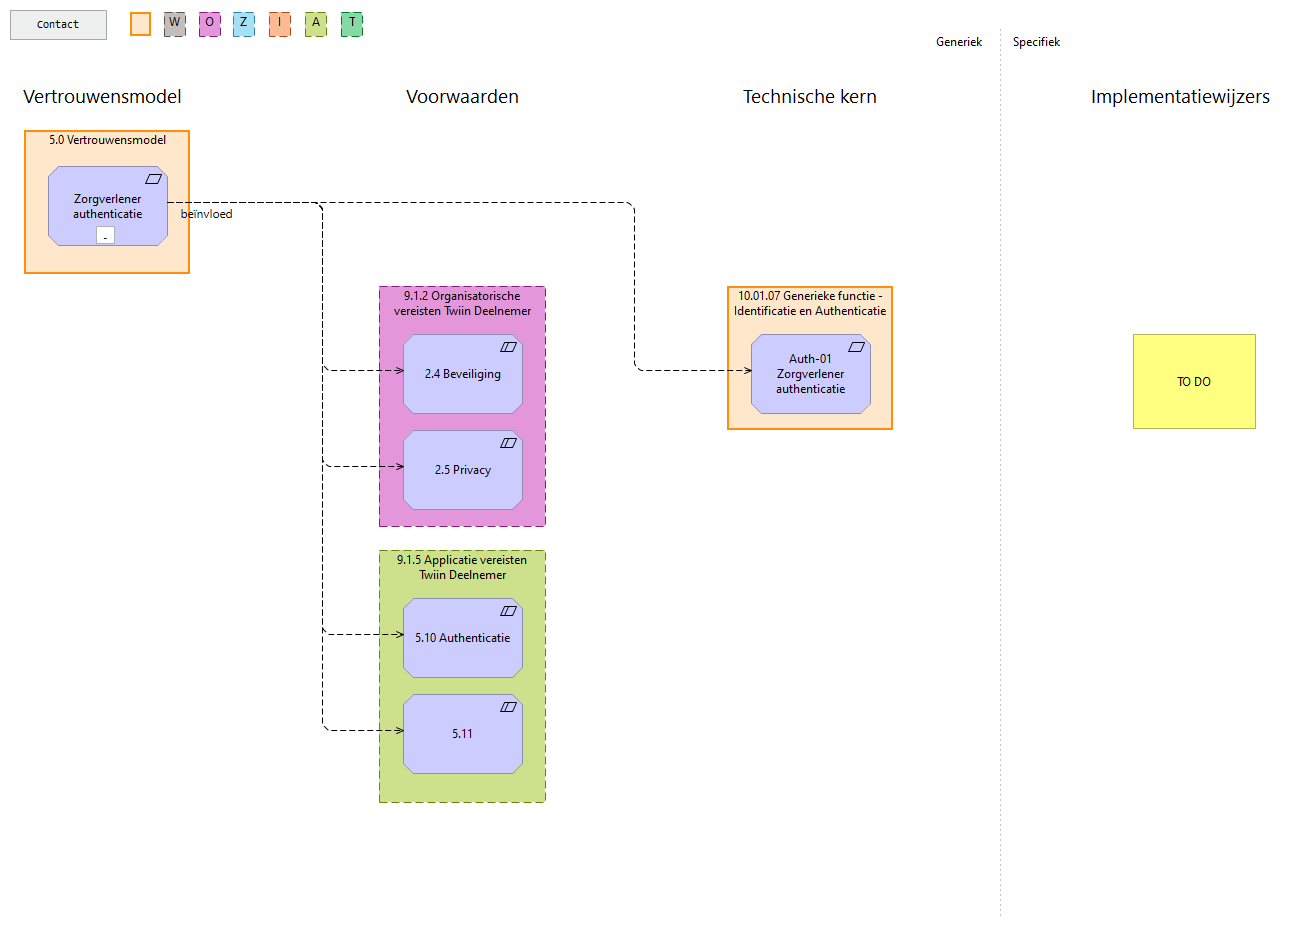 Contact
W O Z I A T
Generiek
Specifiek
Vertrouwensmodel
Voorwaarden
Technische kern
Implementatiewijzers
5.0 Vertrouwensmodel
Zorgverlener
authenticatie
-
beïnvloed
9.1.2 Organisatorische
vereisten Twiin Deelnemer
2.4 Beveiliging
2.5 Privacy
9.1.5 Applicatie vereisten
Twiin Deelnemer
5.10 Authenticatie
5.11
10.01.07 Generieke functie -
Identificatie en Authenticatie
Auth-01
Zorgverlener
authenticatie
TO DO